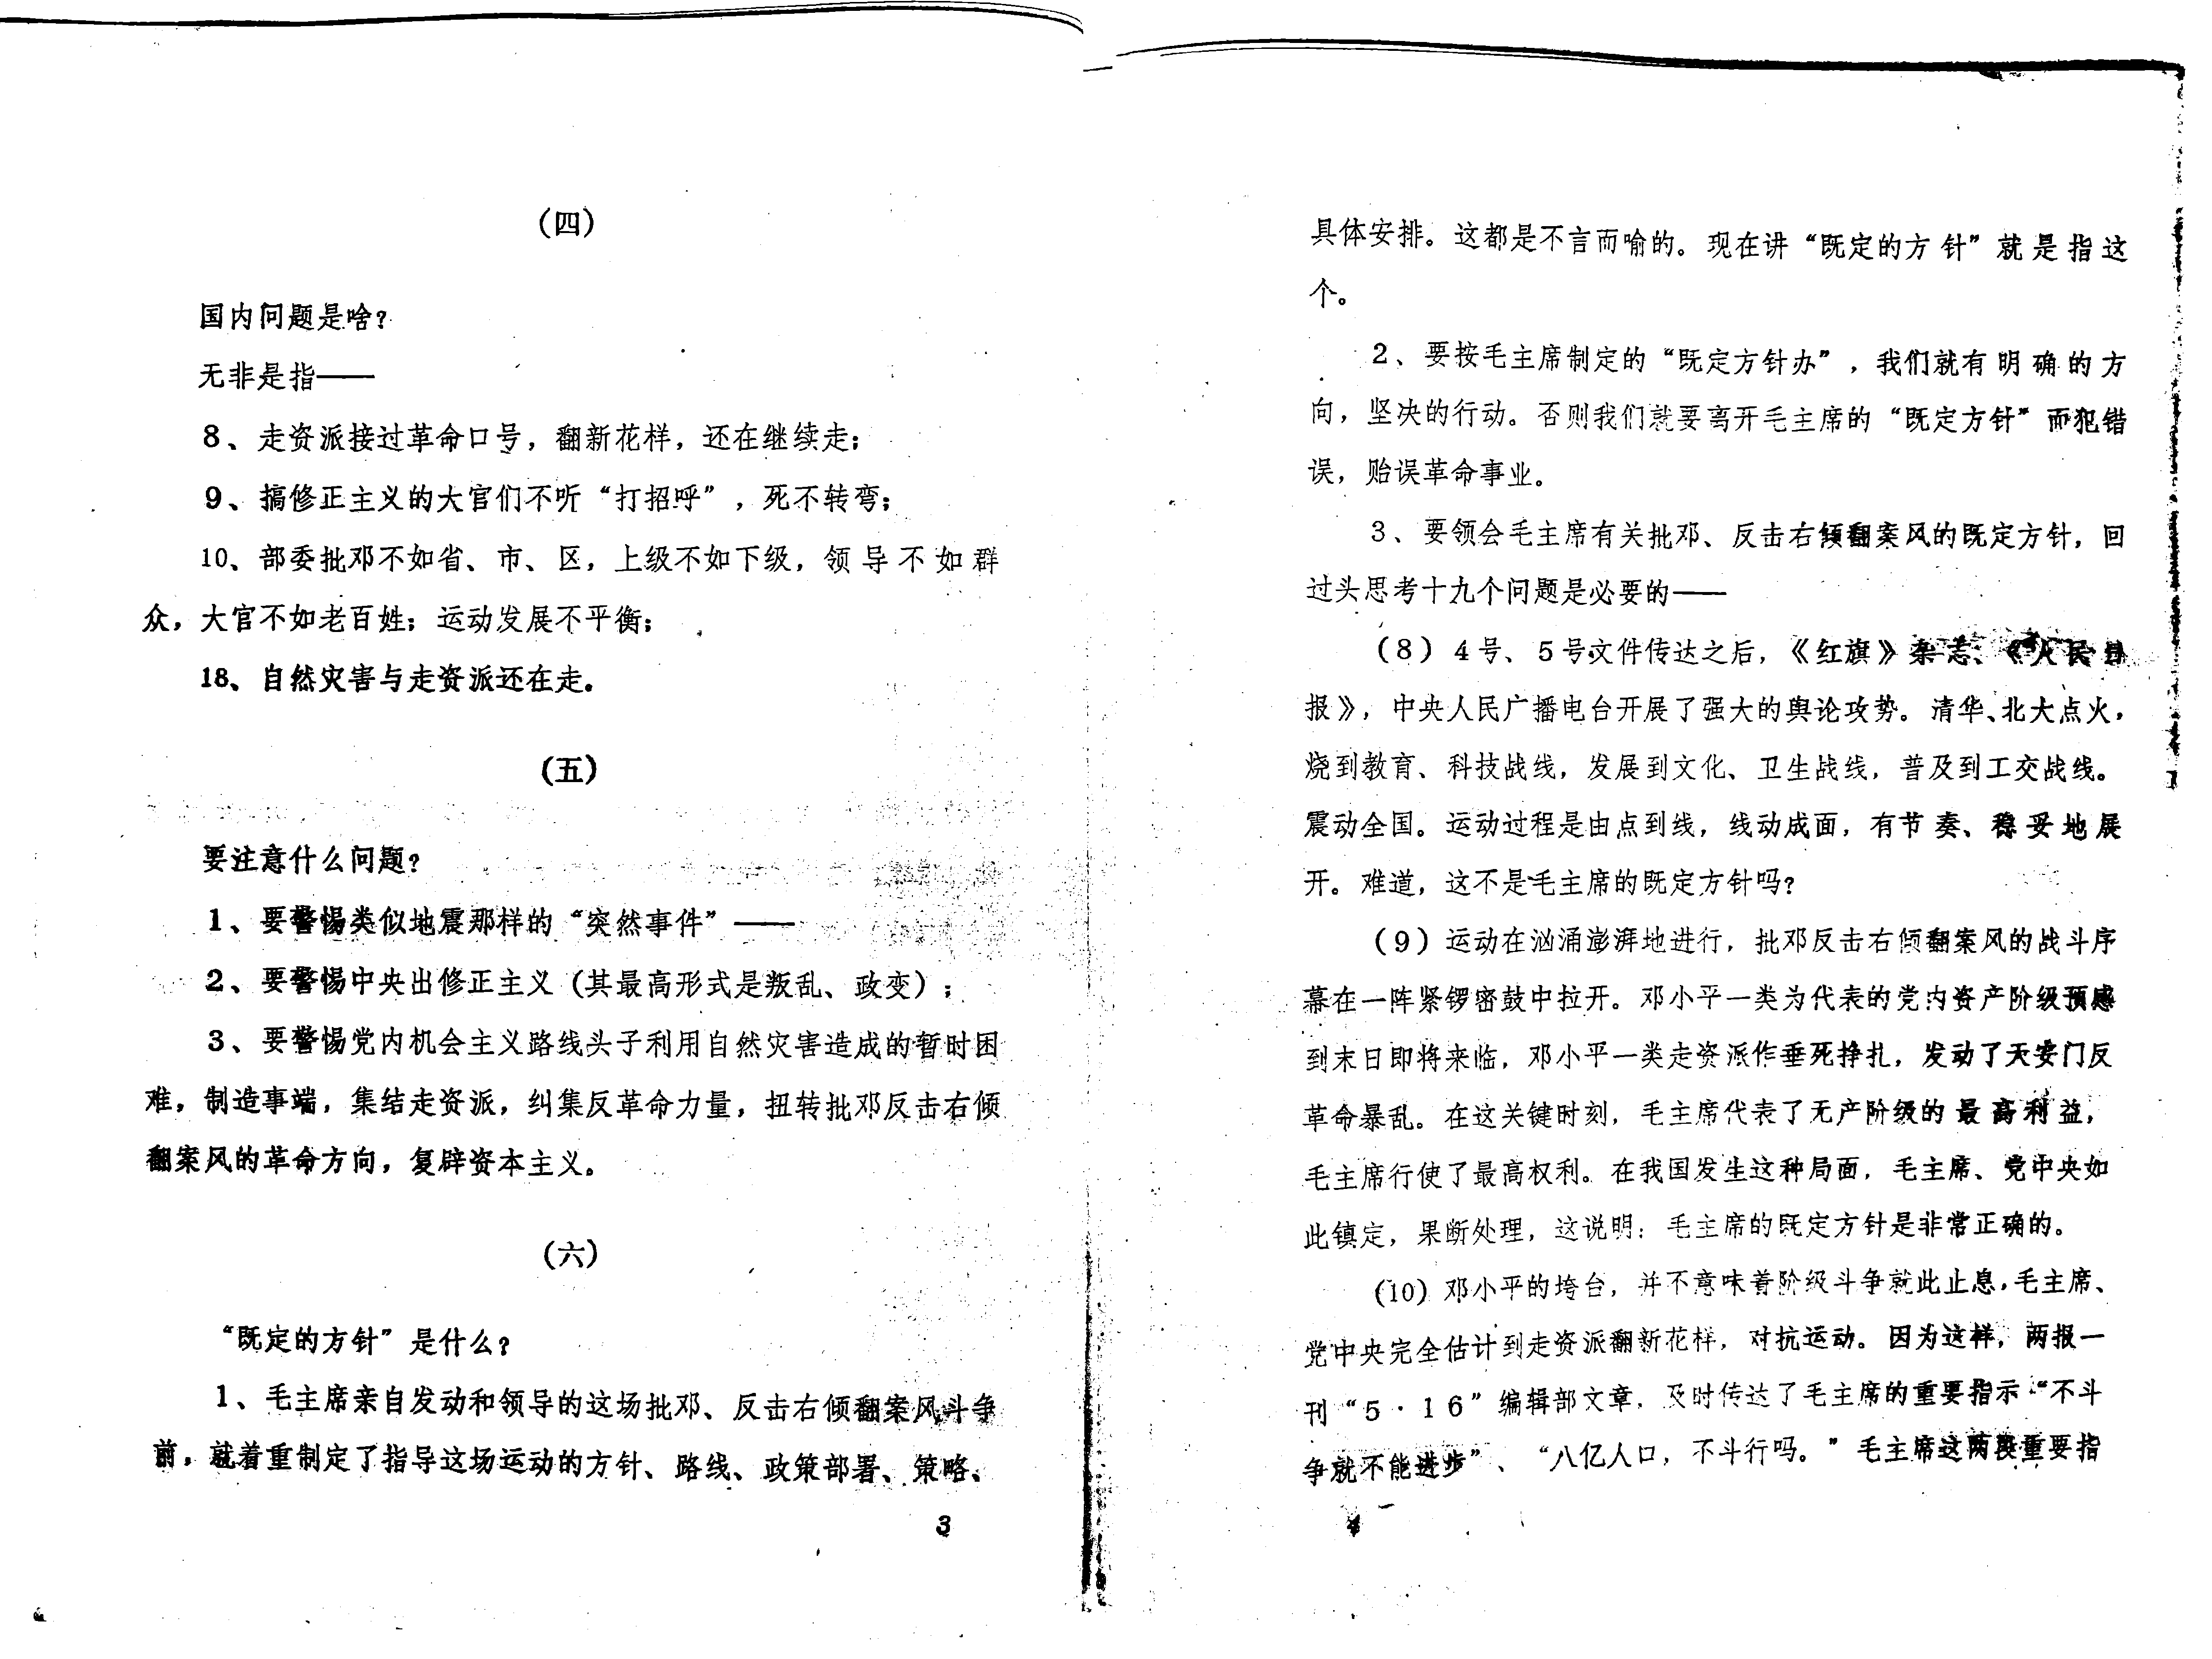 (四)
国内问题是啥?
无非是指——
8、走资派接过革命口号，翻新花样，还在继续走；
9、搞修正主义的大官们不听“打招呼”，死不转弯；
10、部委批邓不如省、市、区，上级不如下级，领导不如群
众，大官不如老百姓；运动发展不平衡；
18、自然灾害与走资派还在走。
(五)
要注意什么问题?
1、要警惕类似地震那样的“突然事件”——
2、要警惕中央出修正主义（其最高形式是叛乱、政变）；
3、要警惕党内机会主义路线头子利用自然灾害造成的暂时困
难，制造事端，集结走资派，纠集反革命力量，扭转批邓反击右倾
翻案风的革命方向，复辟资本主义。
(六)
“既定的方针”是什么?
1、毛主席亲自发动和领导的这场批邓、反击右倾翻案风斗争
前，就着重制定了指导这场运动的方针、路线、政策部署、策略、
3
具体安排。这都是不言而喻的。现在讲“既定的方针”就是指这
个。
2、要按毛主席制定的“既定方针办”，我们就有明确的方
向，坚决的行动。否则我们就要离开毛主席的“既定方针”而犯错
误，贻误革命事业。
3、要领会毛主席有关批邓、反击右倾翻案风的既定方针，回
过头思考十九个问题是必要的——
(8) 4号、5号文件传达之后，《红旗》杂志、《人民日
报》，中央人民广播电台开展了强大的舆论攻势。清华、北大点火，
烧到教育、科技战线，发展到文化、卫生战线，普及到工交战线。
震动全国。运动过程是由点到线，线动成面，有节奏、稳妥地展
开。难道，这不是毛主席的既定方针吗?
(9) 运动在汹涌澎湃地进行，批邓反击右倾翻案风的战斗序
幕在一阵紧锣密鼓中拉开。邓小平一类为代表的党内资产阶级预感
到末日即将来临，邓小平一类走资派作垂死挣扎，发动了天安门反
革命暴乱。在这关键时刻，毛主席代表了无产阶级的最高利益，
毛主席行使了最高权利。在我国发生这种局面，毛主席、党中央如
此镇定，果断处理，这说明：毛主席的既定方针是非常正确的。
(10) 邓小平的垮台，并不意味着阶级斗争就此止息，毛主席、
党中央完全估计到走资派翻新花样，对抗运动。因为这样，两报一
刊“5·16”编辑部文章，及时传达了毛主席的重要指示“不斗
争就不能进步”、“八亿人口，不斗行吗。”毛主席这两段重要指
4